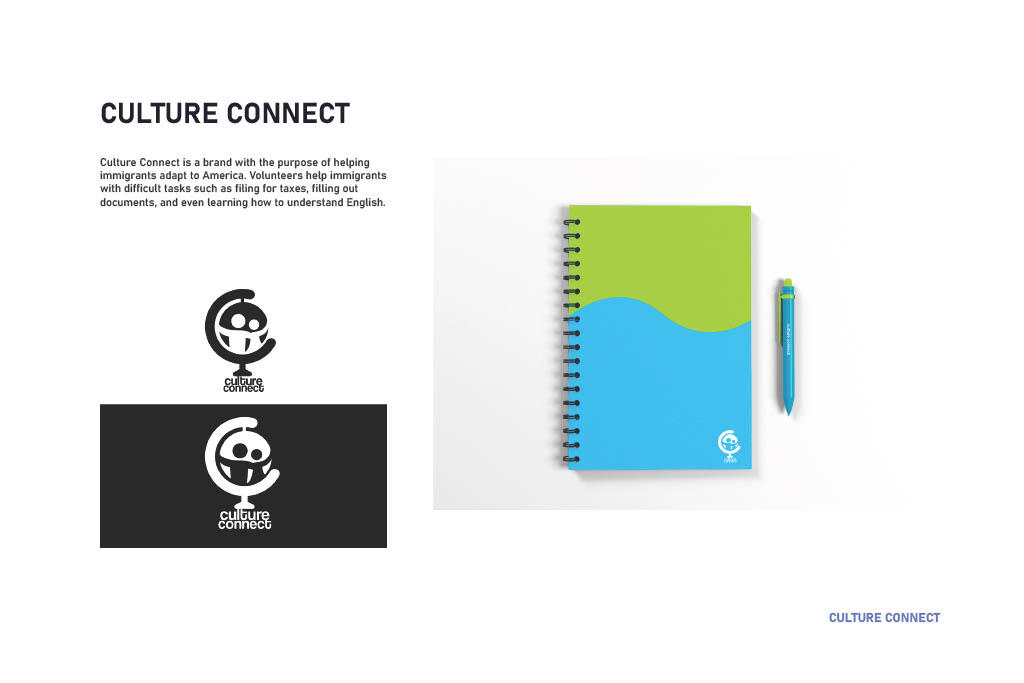 CULTURE CONNECT
Culture Connect is a brand with the purpose of helping
immigrants adapt to America. Volunteers help immigrants
with difficult tasks such as filing for taxes, filling out
documents, and even learning how to understand English.
culture
connect
culture
connect
culture connect
CULTURE CONNECT